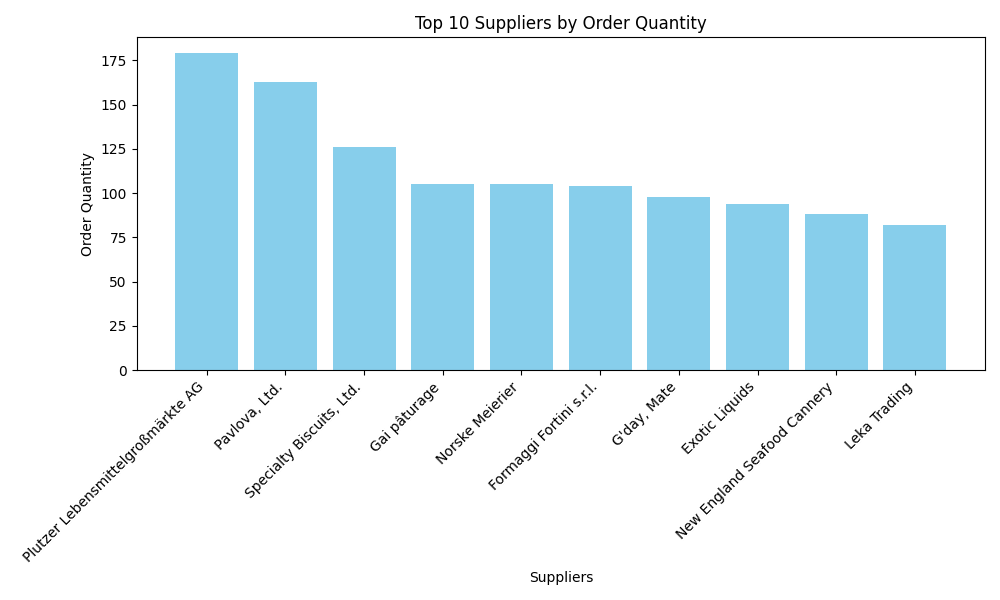 Top 10 Suppliers by Order Quantity
Order Quantity
175
150
125
100
75
50
25
0
Plutzer Lebensmittelgroßmärkte AG
Pavlova, Ltd.
Specialty Biscuits, Ltd.
Gai pâturage
Norske Meierier
Formaggi Fortini s.r.l.
G'day, Mate
Exotic Liquids
New England Seafood Cannery
Leka Trading
Suppliers